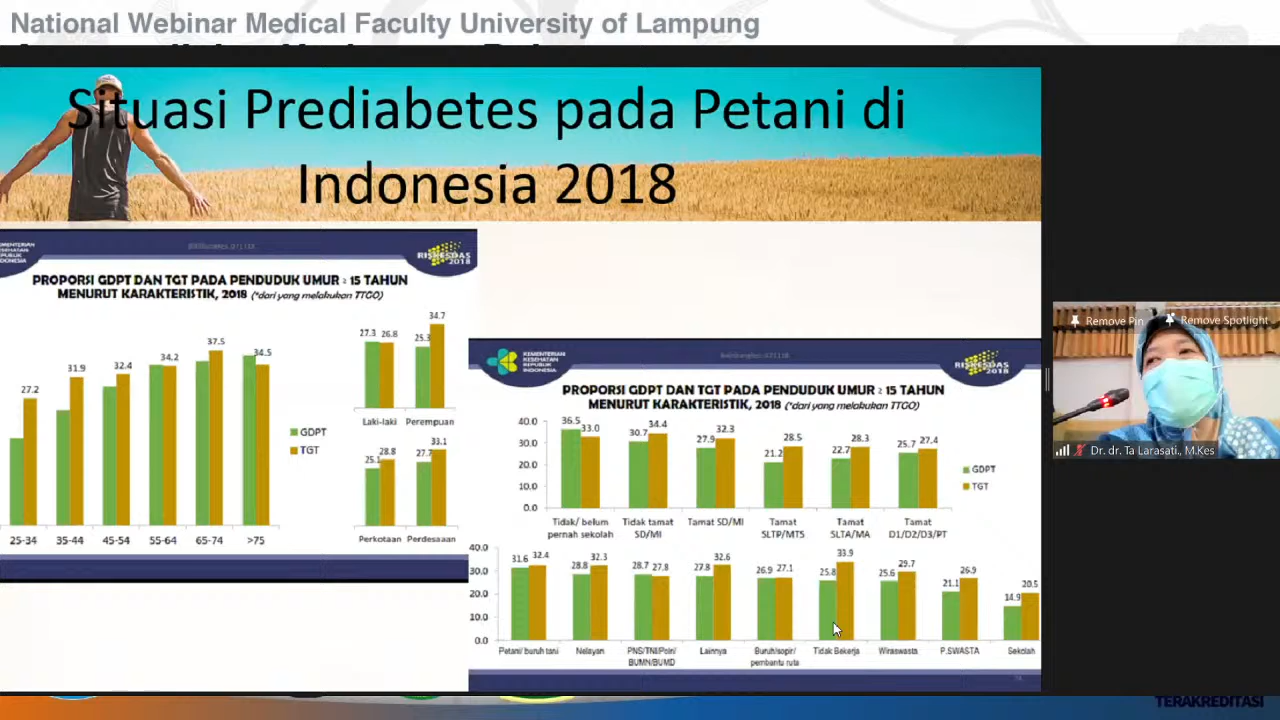 National Webinar Medical Faculty University of Lampung
Situasi Prediabetes pada Petani di
Indonesia 2018
RISKESDAS
2018
PROPORSI GDPT DAN TGT PADA PENDUDUK UMUR ≥ 15 TAHUN
MENURUT KARAKTERISTIK, 2018 (*dari yang melakukan TTGO)
27.2
31.9
32.4
34.2
37.5
34.5
25-34
35-44
45-54
55-64
65-74
>75
GDPT
TGT
27.3 26.8
25.3 34.7
Laki-laki Perempuan
25.1 28.8
27.7 33.1
Perkotaan Perdesaaan
KEMENTERIAN
KESEHATAN
REPUBLIK
INDONESIA
RISKESDAS
2018
PROPORSI GDPT DAN TGT PADA PENDUDUK UMUR ≥ 15 TAHUN
MENURUT KARAKTERISTIK, 2018 (*dari yang melakukan TTGO)
40.0
30.0
20.0
10.0
0.0
36.5 33.0
30.7 34.4
27.9 32.3
21.2 28.5
22.7 28.3
25.7 27.4
Tidak/ belum
pernah sekolah
Tidak tamat
SD/MI
Tamat SD/MI
Tamat
SLTP/MTS
Tamat
SLTA/MA
Tamat
D1/D2/D3/PT
GDPT
TGT
40.0
30.0
20.0
10.0
0.0
31.6 32.4
28.8 32.3
28.7 27.8
27.8 32.6
26.9 27.1
25.8 33.9
25.6 29.7
21.1 26.9
14.9 20.5
Petani/ buruh tani
Nelayan
PNS/TNI/Polri/
BUMN/BUMD
Lainnya
Buruh/sopir/
pembantu ruta
Tidak Bekerja
Wiraswasta
P.SWASTA
Sekolah
Remove Pin
Remove Spotlight
Dr. dr. Ta Larasati., M.Kes
TERAKREDITASI